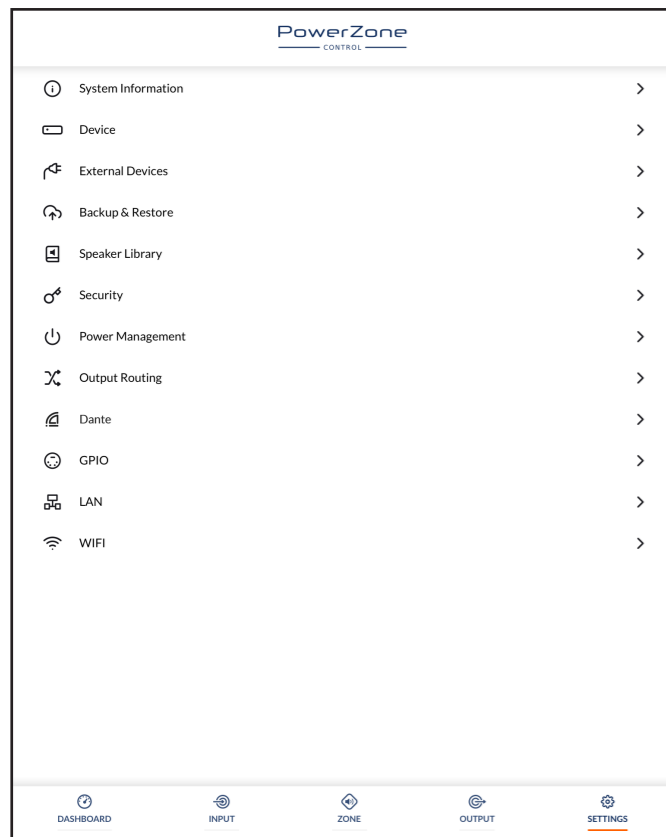 PowerZone
CONTROL
System Information
Device
External Devices
Backup & Restore
Speaker Library
Security
Power Management
Output Routing
Dante
GPIO
LAN
WIFI
DASHBOARD INPUT ZONE OUTPUT SETTINGS